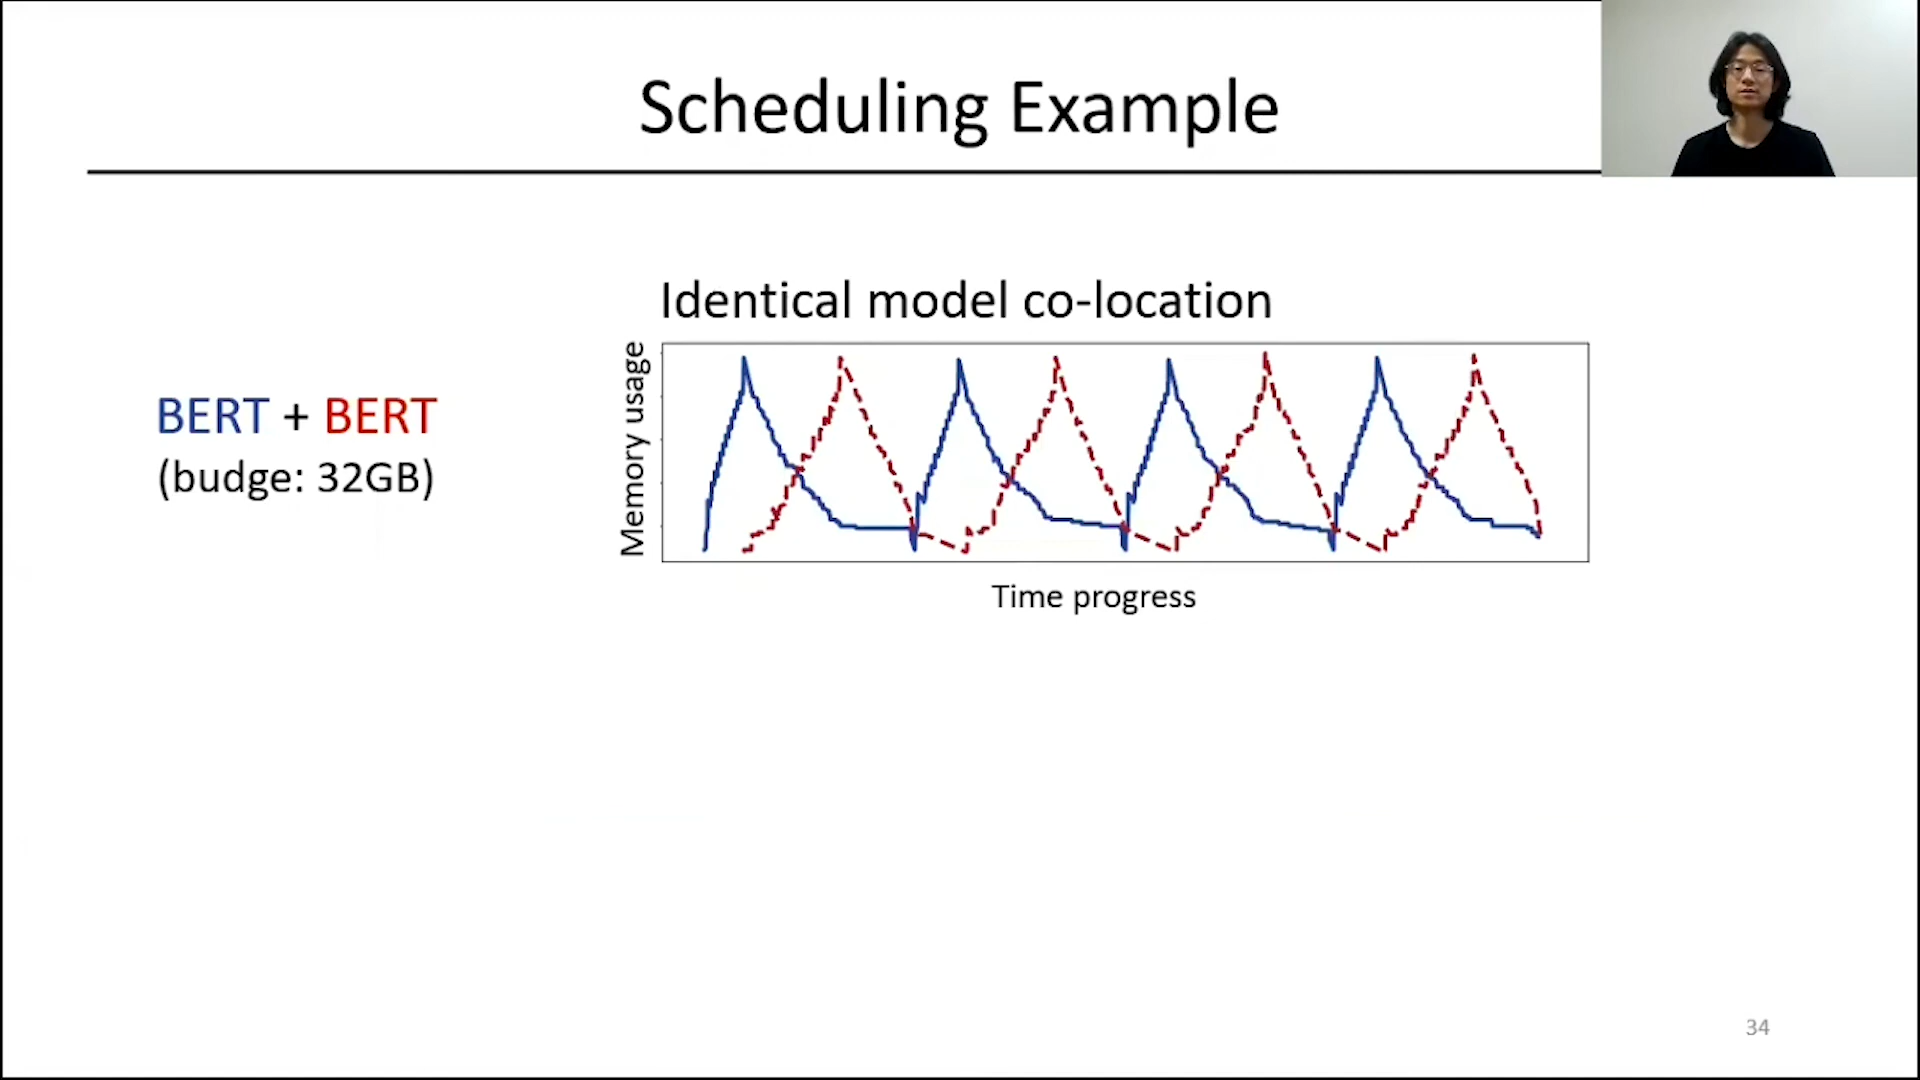 Scheduling Example
Identical model co-location
BERT + BERT
(budge: 32GB)
Memory usage
Time progress
34